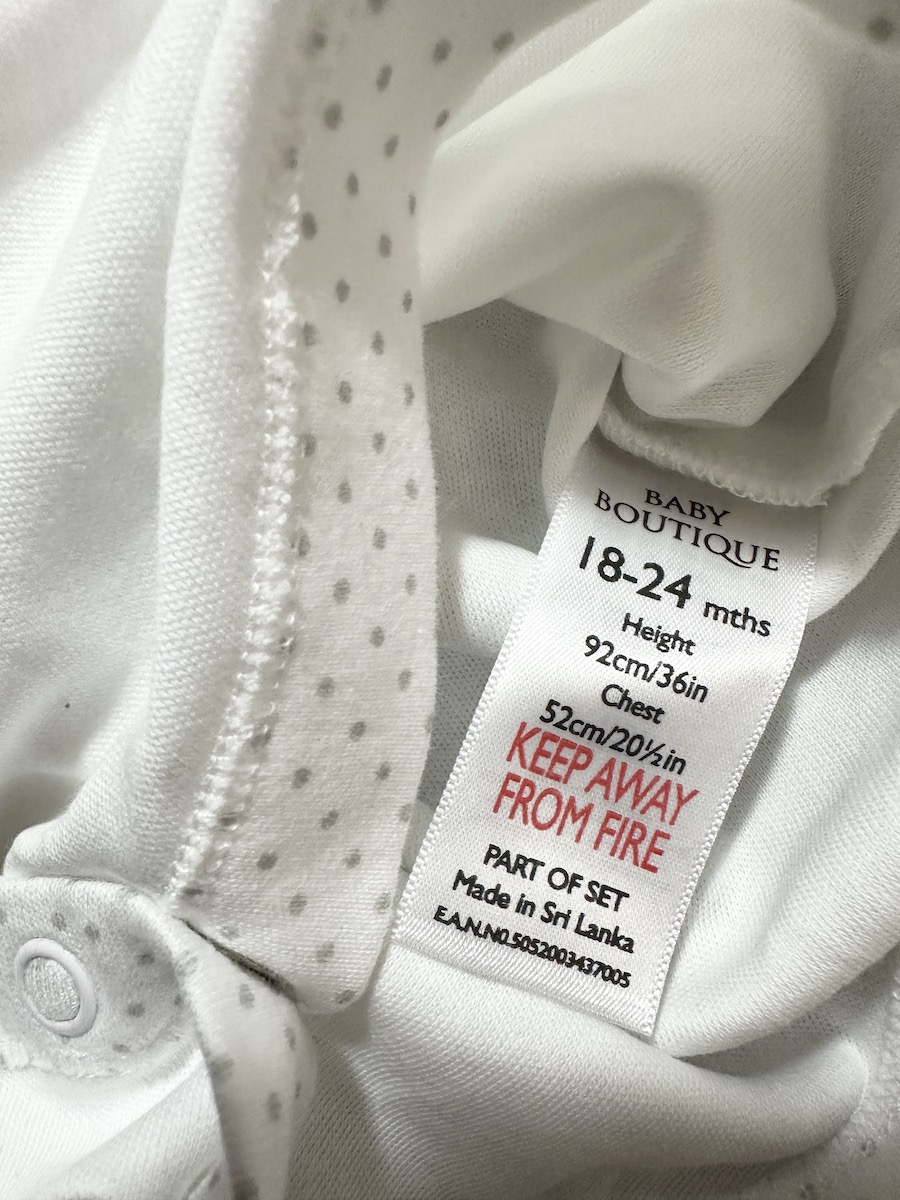 BABY
BOUTIQUE
18-24 mths
Height
92cm/36in
Chest
52cm/20½in
KEEP AWAY
FROM FIRE
PART OF SET
Made in Sri Lanka
E.A.N.NO.5052003437005